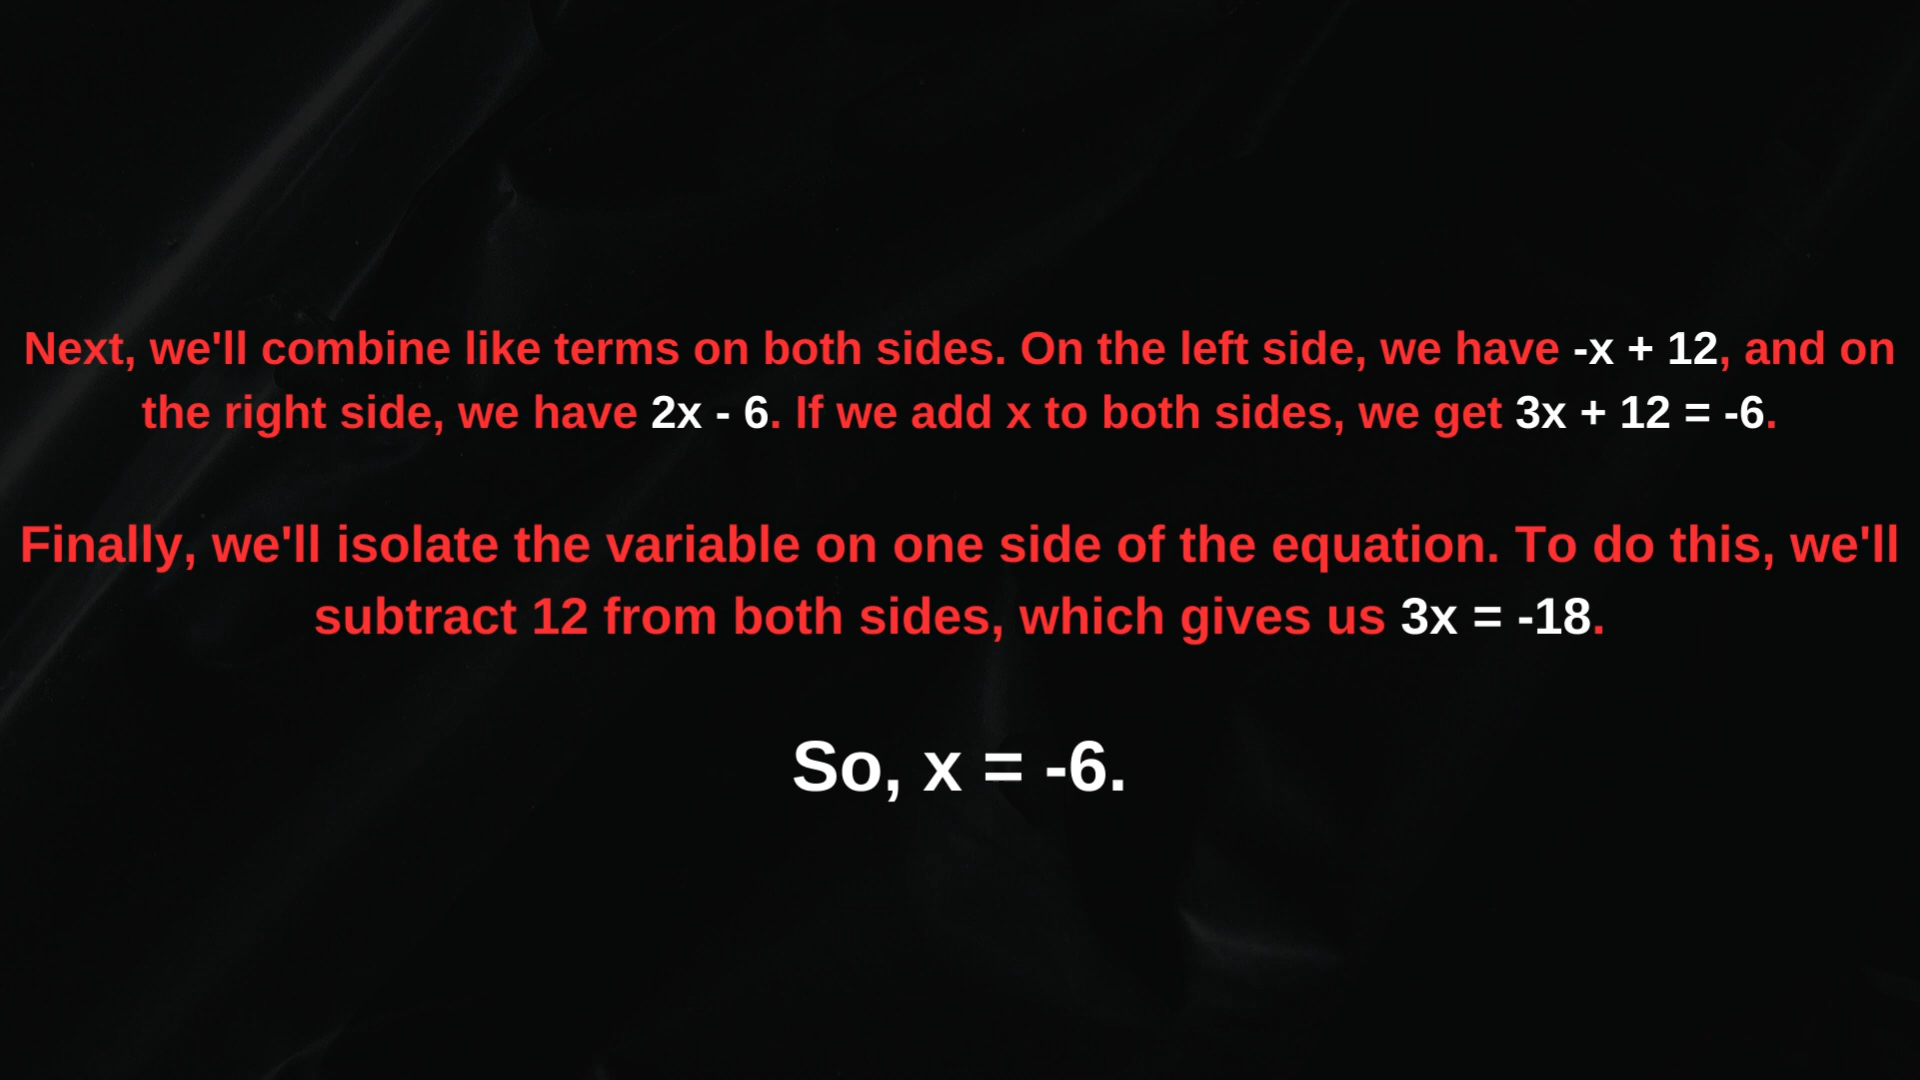 Next, we'll combine like terms on both sides. On the left side, we have -x + 12, and on
the right side, we have 2x - 6. If we add x to both sides, we get 3x + 12 = -6.
Finally, we'll isolate the variable on one side of the equation. To do this, we'll
subtract 12 from both sides, which gives us 3x = -18.
So, x = -6.